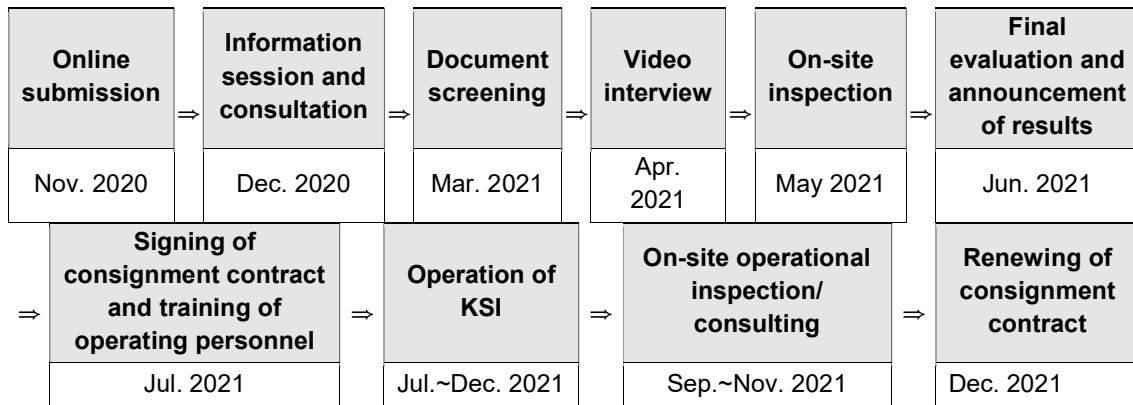 Online
submission
⇒
Information
session and
consultation
⇒
Document
screening
⇒
Video
interview
⇒
On-site
inspection
⇒
Final
evaluation and
announcement
of results
Nov. 2020
Dec. 2020
Mar. 2021
Apr.
2021
May 2021
Jun. 2021
⇒
Signing of
consignment contract
and training of
operating personnel
⇒
Operation of
KSI
⇒
On-site operational
inspection/
consulting
⇒
Renewing of
consignment
contract
Jul. 2021
Jul.~Dec. 2021
Sep.~Nov. 2021
Dec. 2021